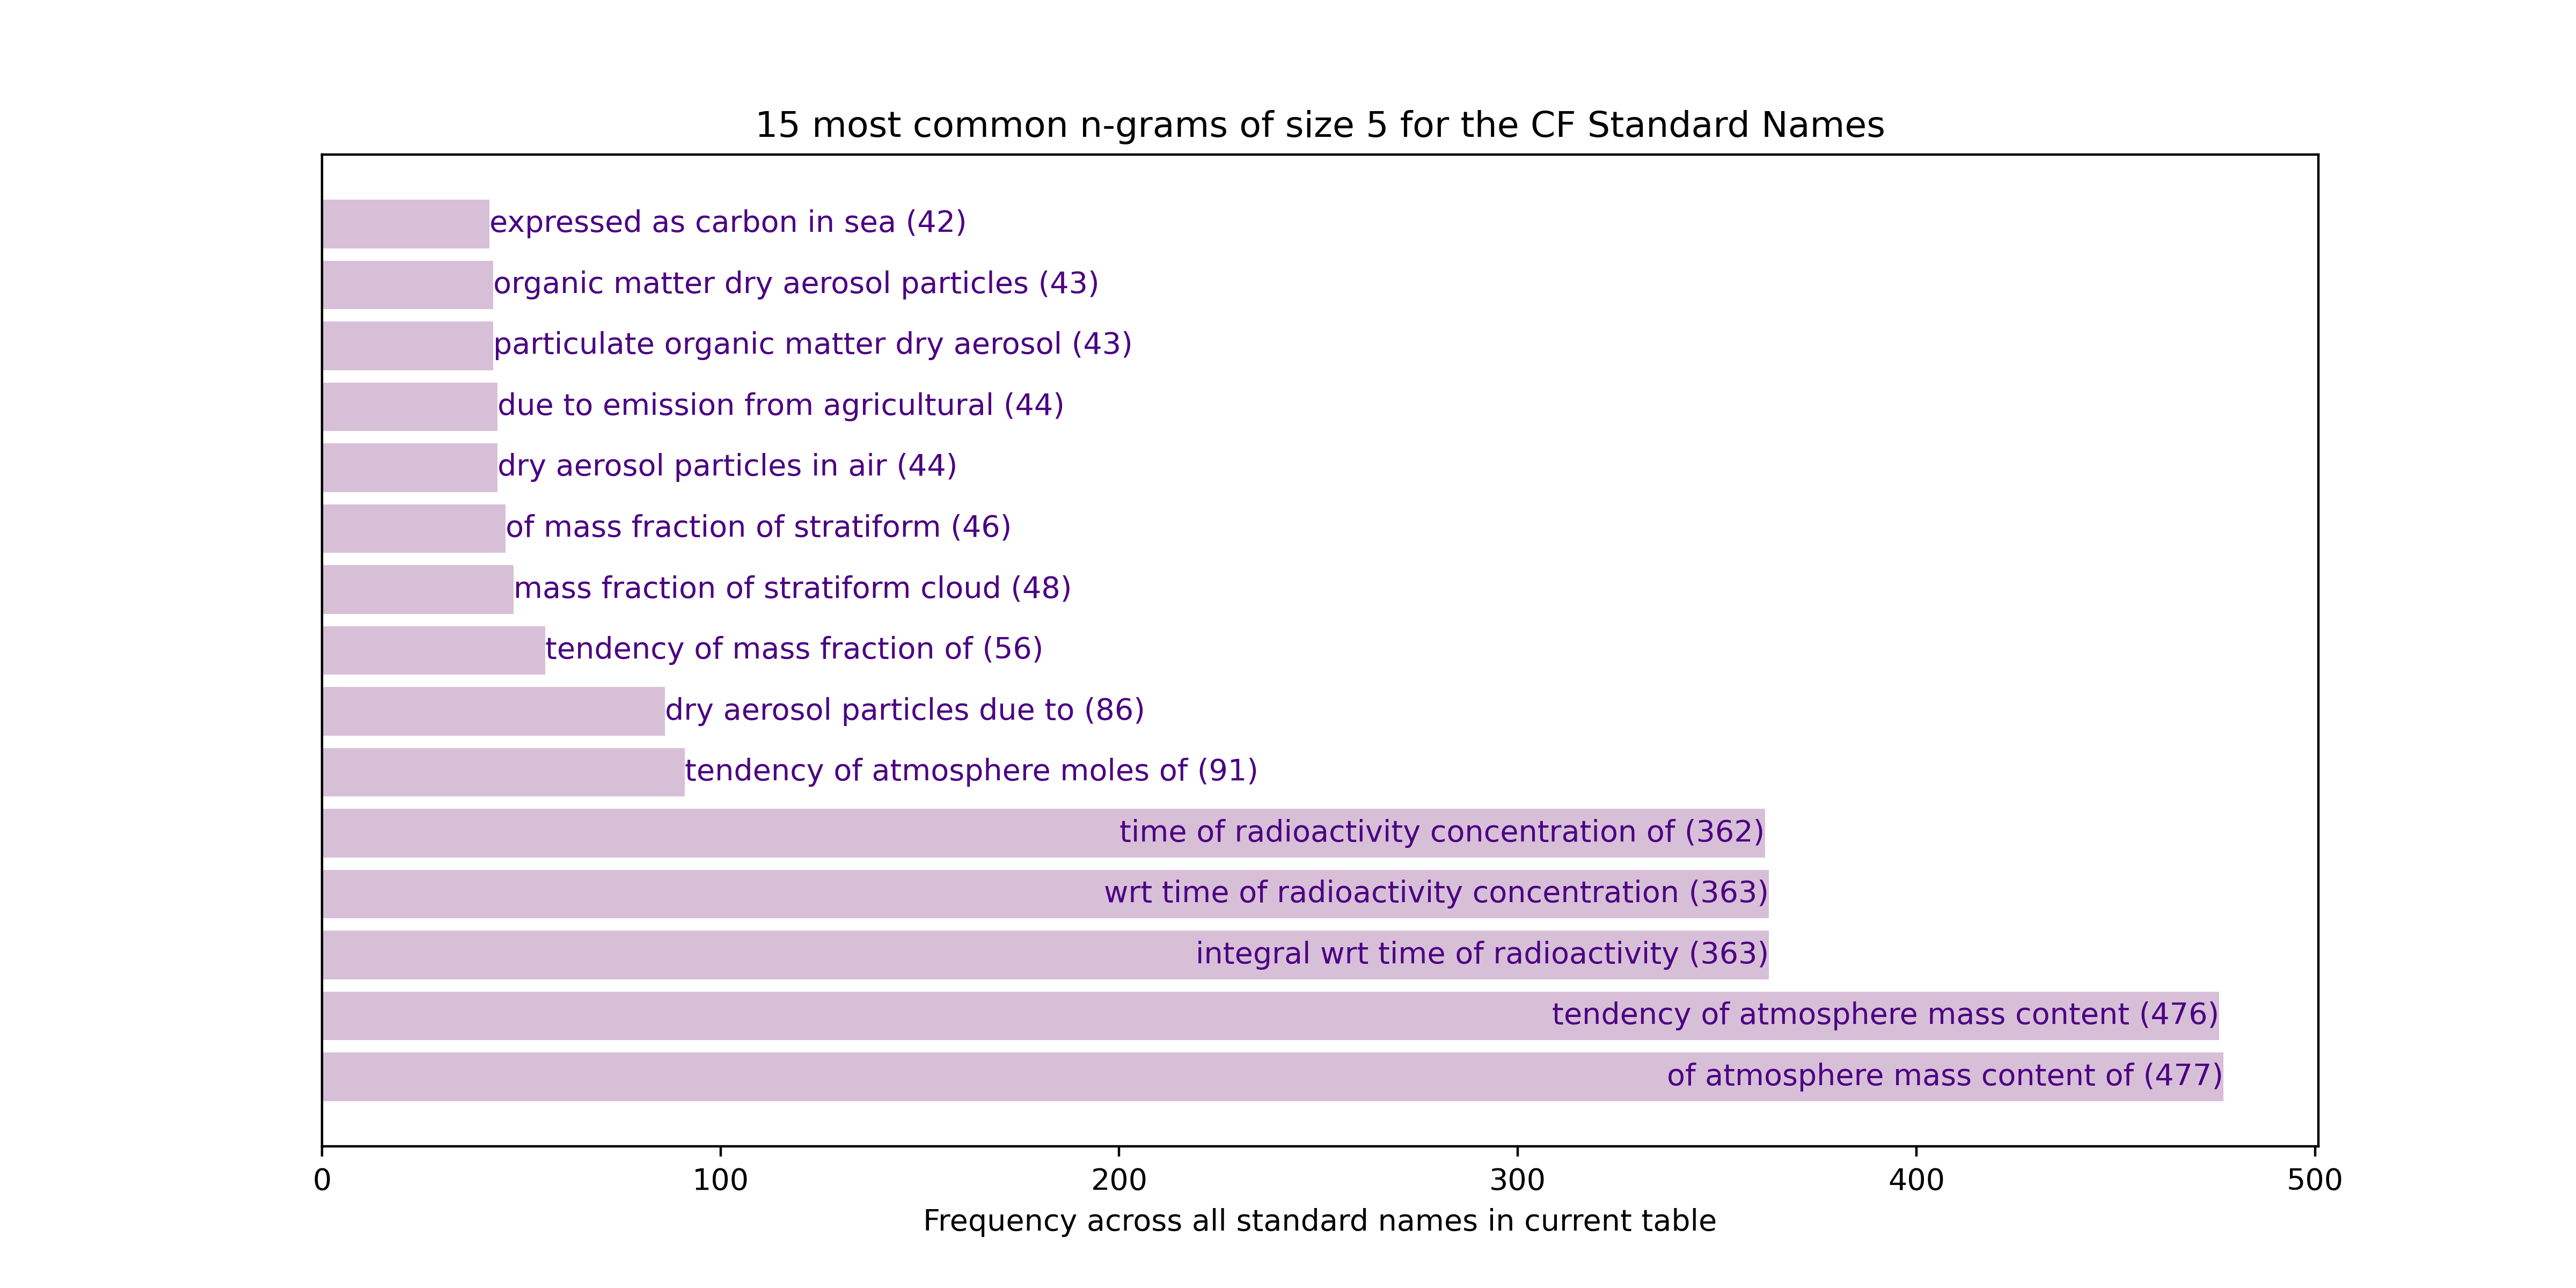 15 most common n-grams of size 5 for the CF Standard Names
expressed as carbon in sea (42)
organic matter dry aerosol particles (43)
particulate organic matter dry aerosol (43)
due to emission from agricultural (44)
dry aerosol particles in air (44)
of mass fraction of stratiform (46)
mass fraction of stratiform cloud (48)
tendency of mass fraction of (56)
dry aerosol particles due to (86)
tendency of atmosphere moles of (91)
time of radioactivity concentration of (362)
wrt time of radioactivity concentration (363)
integral wrt time of radioactivity (363)
tendency of atmosphere mass content (476)
of atmosphere mass content of (477)
0 100 200 300 400 500
Frequency across all standard names in current table